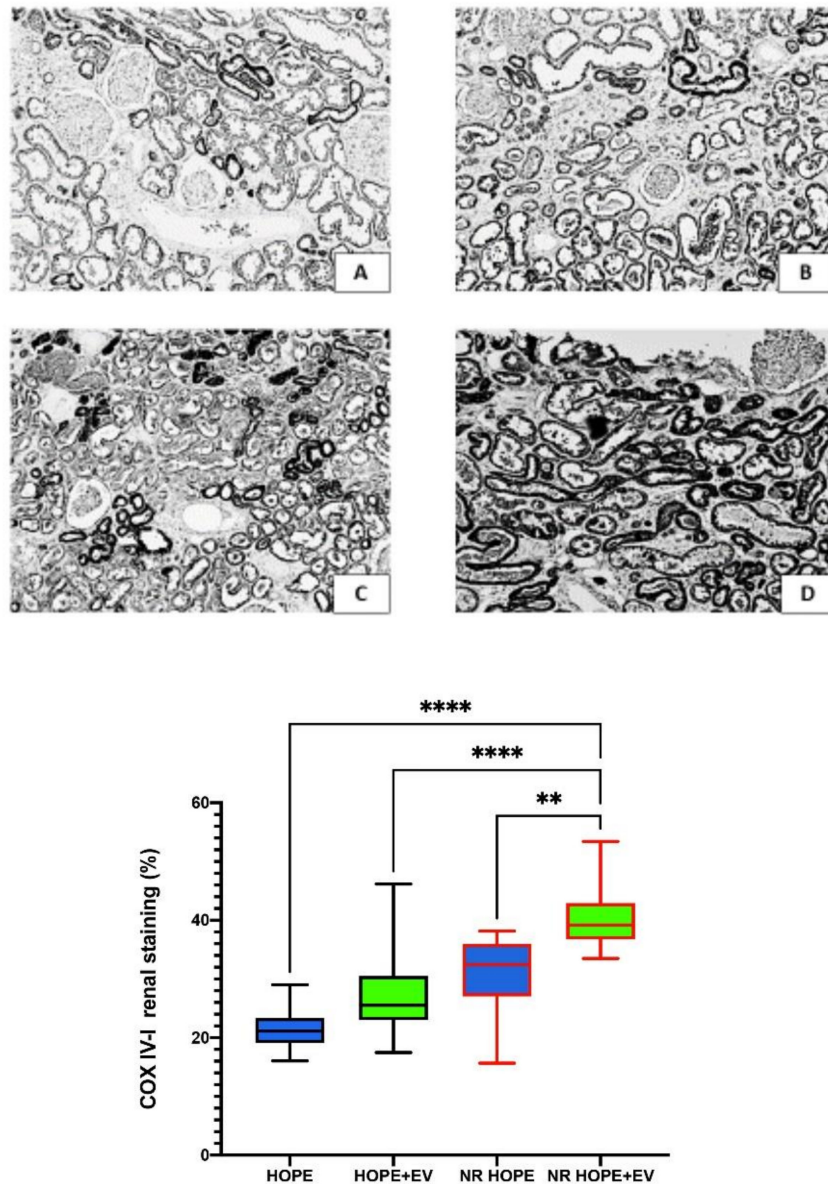 A
B
C
D
****
****
**
60
40
20
0
COX IV-I renal staining (%)
HOPE
HOPE+EV
NR HOPE
NR HOPE+EV